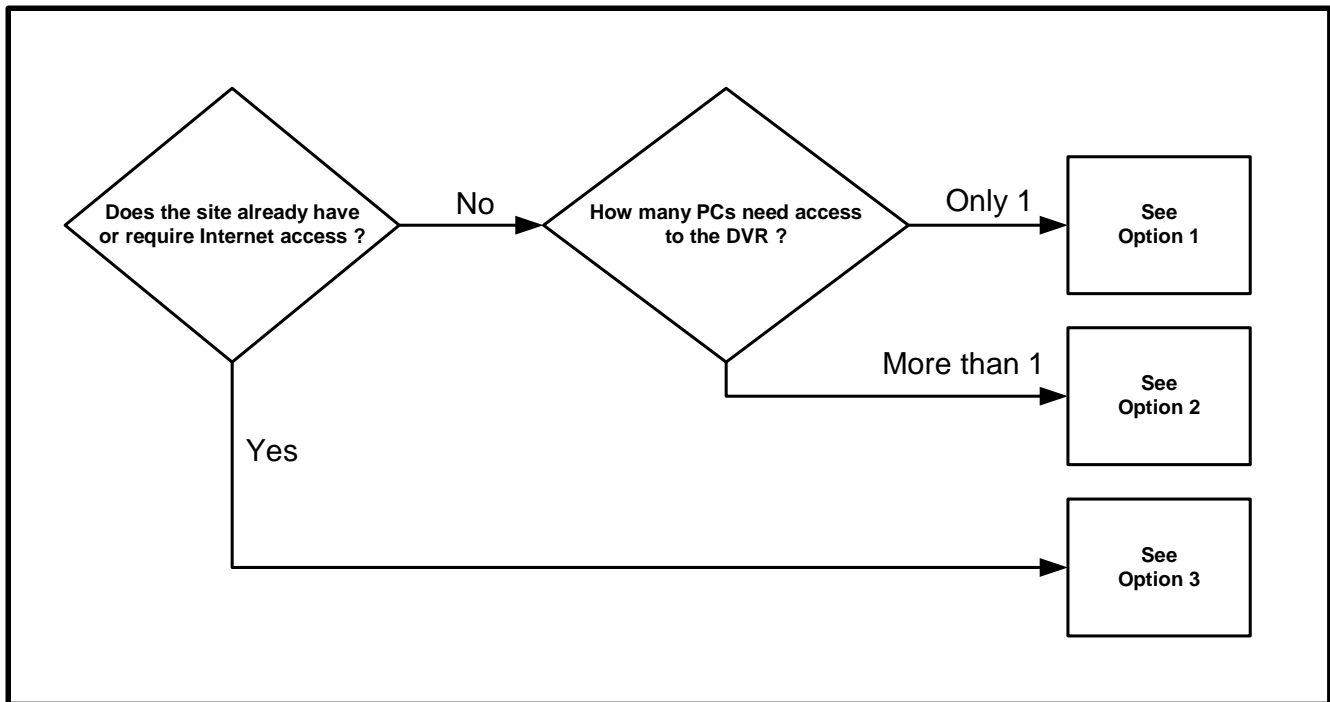 Does the site already have
or require Internet access ?
No
How many PCs need access
to the DVR ?
Only 1
See
Option 1
More than 1
See
Option 2
Yes
See
Option 3